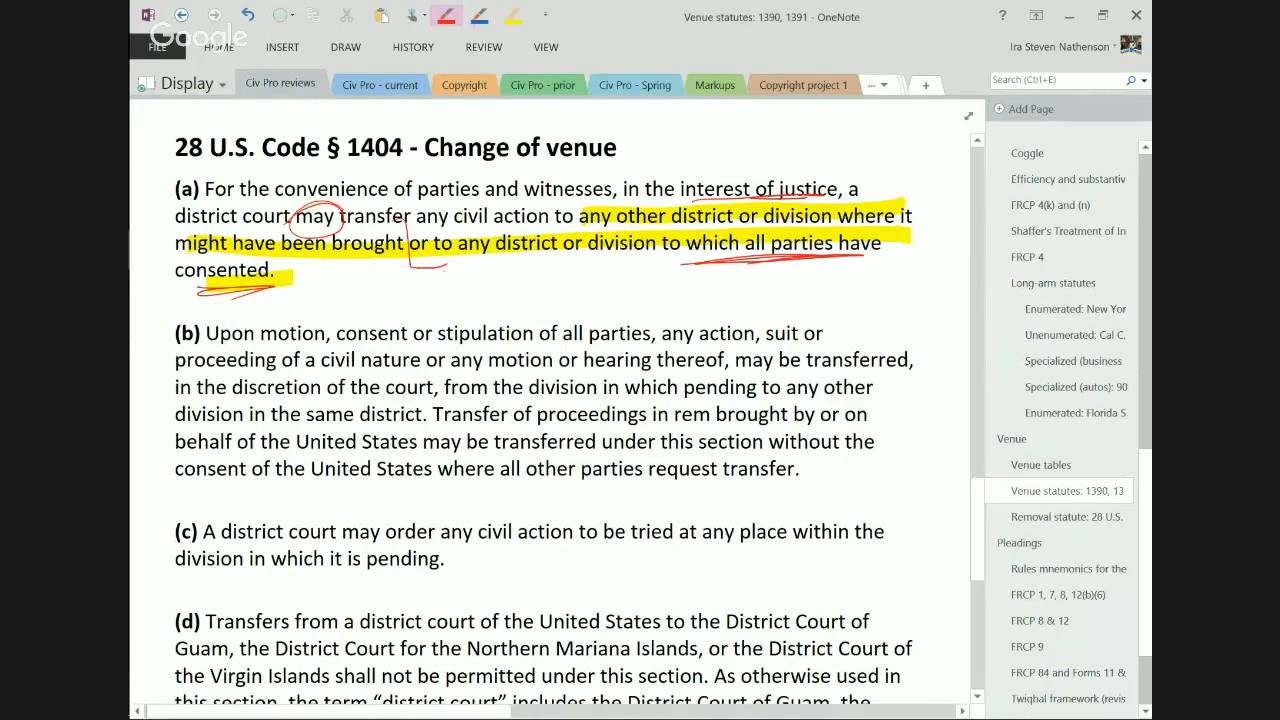 Venue statutes: 1390, 1391 - OneNote
Google
FILE HOME INSERT DRAW HISTORY REVIEW VIEW
Ira Steven Nathenson
Display
Civ Pro reviews
Civ Pro - current
Copyright
Civ Pro - prior
Civ Pro - Spring
Markups
Copyright project 1
Search (Ctrl+E)
28 U.S. Code § 1404 - Change of venue
(a) For the convenience of parties and witnesses, in the interest of justice, a
district court may transfer any civil action to any other district or division where it
might have been brought or to any district or division to which all parties have
consented.
(b) Upon motion, consent or stipulation of all parties, any action, suit or
proceeding of a civil nature or any motion or hearing thereof, may be transferred,
in the discretion of the court, from the division in which pending to any other
division in the same district. Transfer of proceedings in rem brought by or on
behalf of the United States may be transferred under this section without the
consent of the United States where all other parties request transfer.
(c) A district court may order any civil action to be tried at any place within the
division in which it is pending.
(d) Transfers from a district court of the United States to the District Court of
Guam, the District Court for the Northern Mariana Islands, or the District Court of
the Virgin Islands shall not be permitted under this section. As otherwise used in
this section, the term “district court” includes the District Court of Guam, the
Add Page
Coggle
Efficiency and substantiv
FRCP 4(k) and (n)
Shaffer's Treatment of In
FRCP 4
Long-arm statutes
Enumerated: New Yor
Unenumerated: Cal C.
Specialized (business
Specialized (autos): 90
Enumerated: Florida S
Venue
Venue tables
Venue statutes: 1390, 13
Removal statute: 28 U.S.
Pleadings
Rules mnemonics for the
FRCP 1, 7, 8, 12(b)(6)
FRCP 8 & 12
FRCP 9
FRCP 84 and Forms 11 &
Twiqbal framework (revis